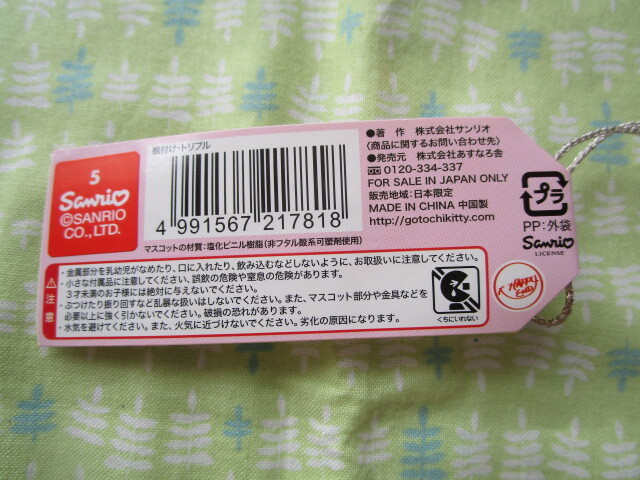 5
Sanrio
©SANRIO
CO.,LTD.
根付け・トリプル
4 991567 217818
マスコットの材質:塩化ビニル樹脂(非フタル酸系可塑剤使用)
●著　作　株式会社サンリオ
(商品に関するお問い合わせ先)
●発売元　株式会社あすなろ舎
0120-334-337
FOR SALE IN JAPAN ONLY
販売地域:日本限定
MADE IN CHINA 中国製
http://gotochikitty.com
プラ
PP:外袋
Sanrio
LICENSE
注意
・金属部分を乳幼児がなめたり、口に入れたり、飲み込むなどしないように、お取扱いに注意してください。
・小さな付属品に注意してください。誤飲の危険や窒息の危険があります。
3才未満のお子様には絶対に与えないでください。
・ぶつけたり振り回すなど乱暴な扱いはしないでください。また、マスコット部分や金具などを
必要以上に強く引かないでください。破損の恐れがあります。
・水気を避けてください。また、火気に近づけないでください。劣化の原因になります。
くちにいれない